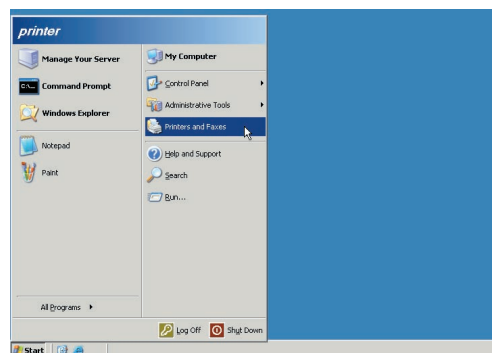 printer
Manage Your Server
Command Prompt
Windows Explorer
Notepad
Paint
All Programs
My Computer
Control Panel
Administrative Tools
Printers and Faxes
Help and Support
Search
Run...
Log Off
Shut Down
Start